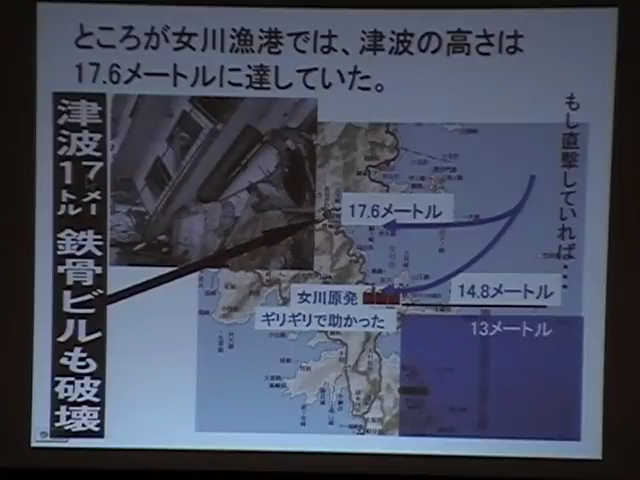 ところが女川漁港では、津波の高さは
17.6メートルに達していた。
津波17メートル 鉄骨ビルも破壊
もし直撃していれば・・・
17.6メートル
女川原発
ギリギリで助かった
14.8メートル
13メートル